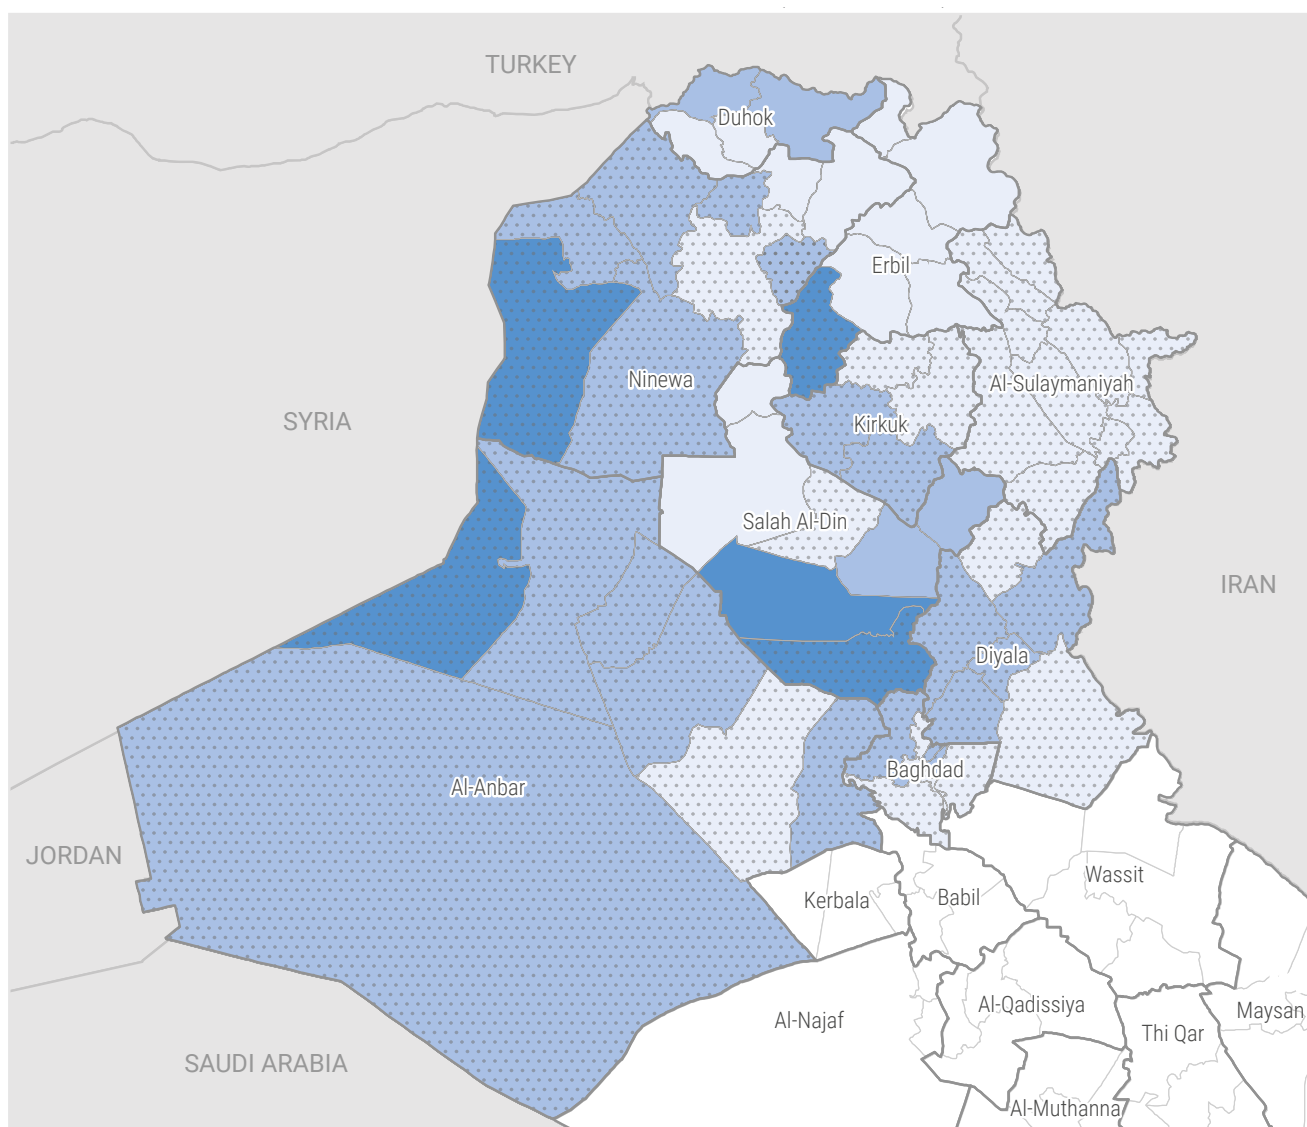 TURKEY
Duhok
Erbil
Ninewa
Al-Sulaymaniyah
SYRIA
Kirkuk
Salah Al-Din
IRAN
Diyala
Baghdad
Al-Anbar
JORDAN
Wassit
Kerbala
Babil
Al-Qadissiya
Maysan
Al-Najaf
Thi Qar
SAUDI ARABIA
Al-Muthanna